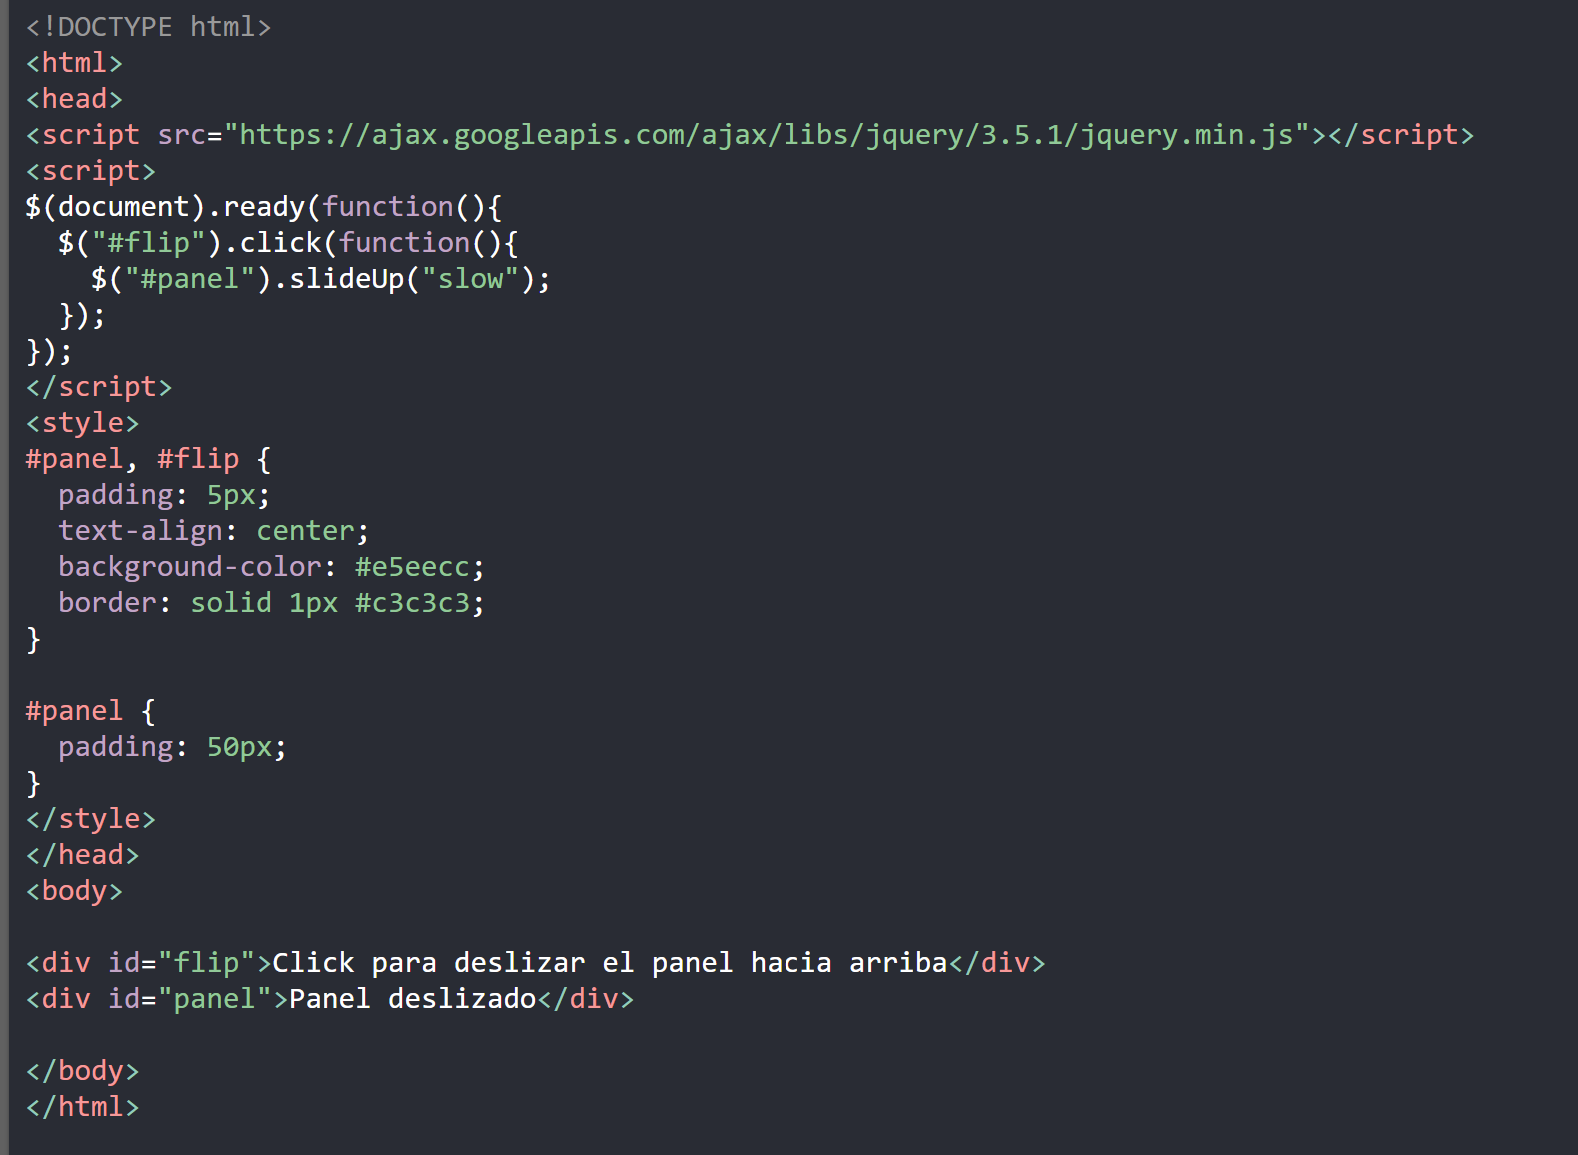 <!DOCTYPE html>
<html>
<head>
<script src="https://ajax.googleapis.com/ajax/libs/jquery/3.5.1/jquery.min.js"></script>
<script>
$(document).ready(function(){
  $("#flip").click(function(){
    $("#panel").slideUp("slow");
  });
});
</script>
<style>
#panel, #flip {
  padding: 5px;
  text-align: center;
  background-color: #e5eecc;
  border: solid 1px #c3c3c3;
}

#panel {
  padding: 50px;
}
</style>
</head>
<body>

<div id="flip">Click para deslizar el panel hacia arriba</div>
<div id="panel">Panel deslizado</div>

</body>
</html>